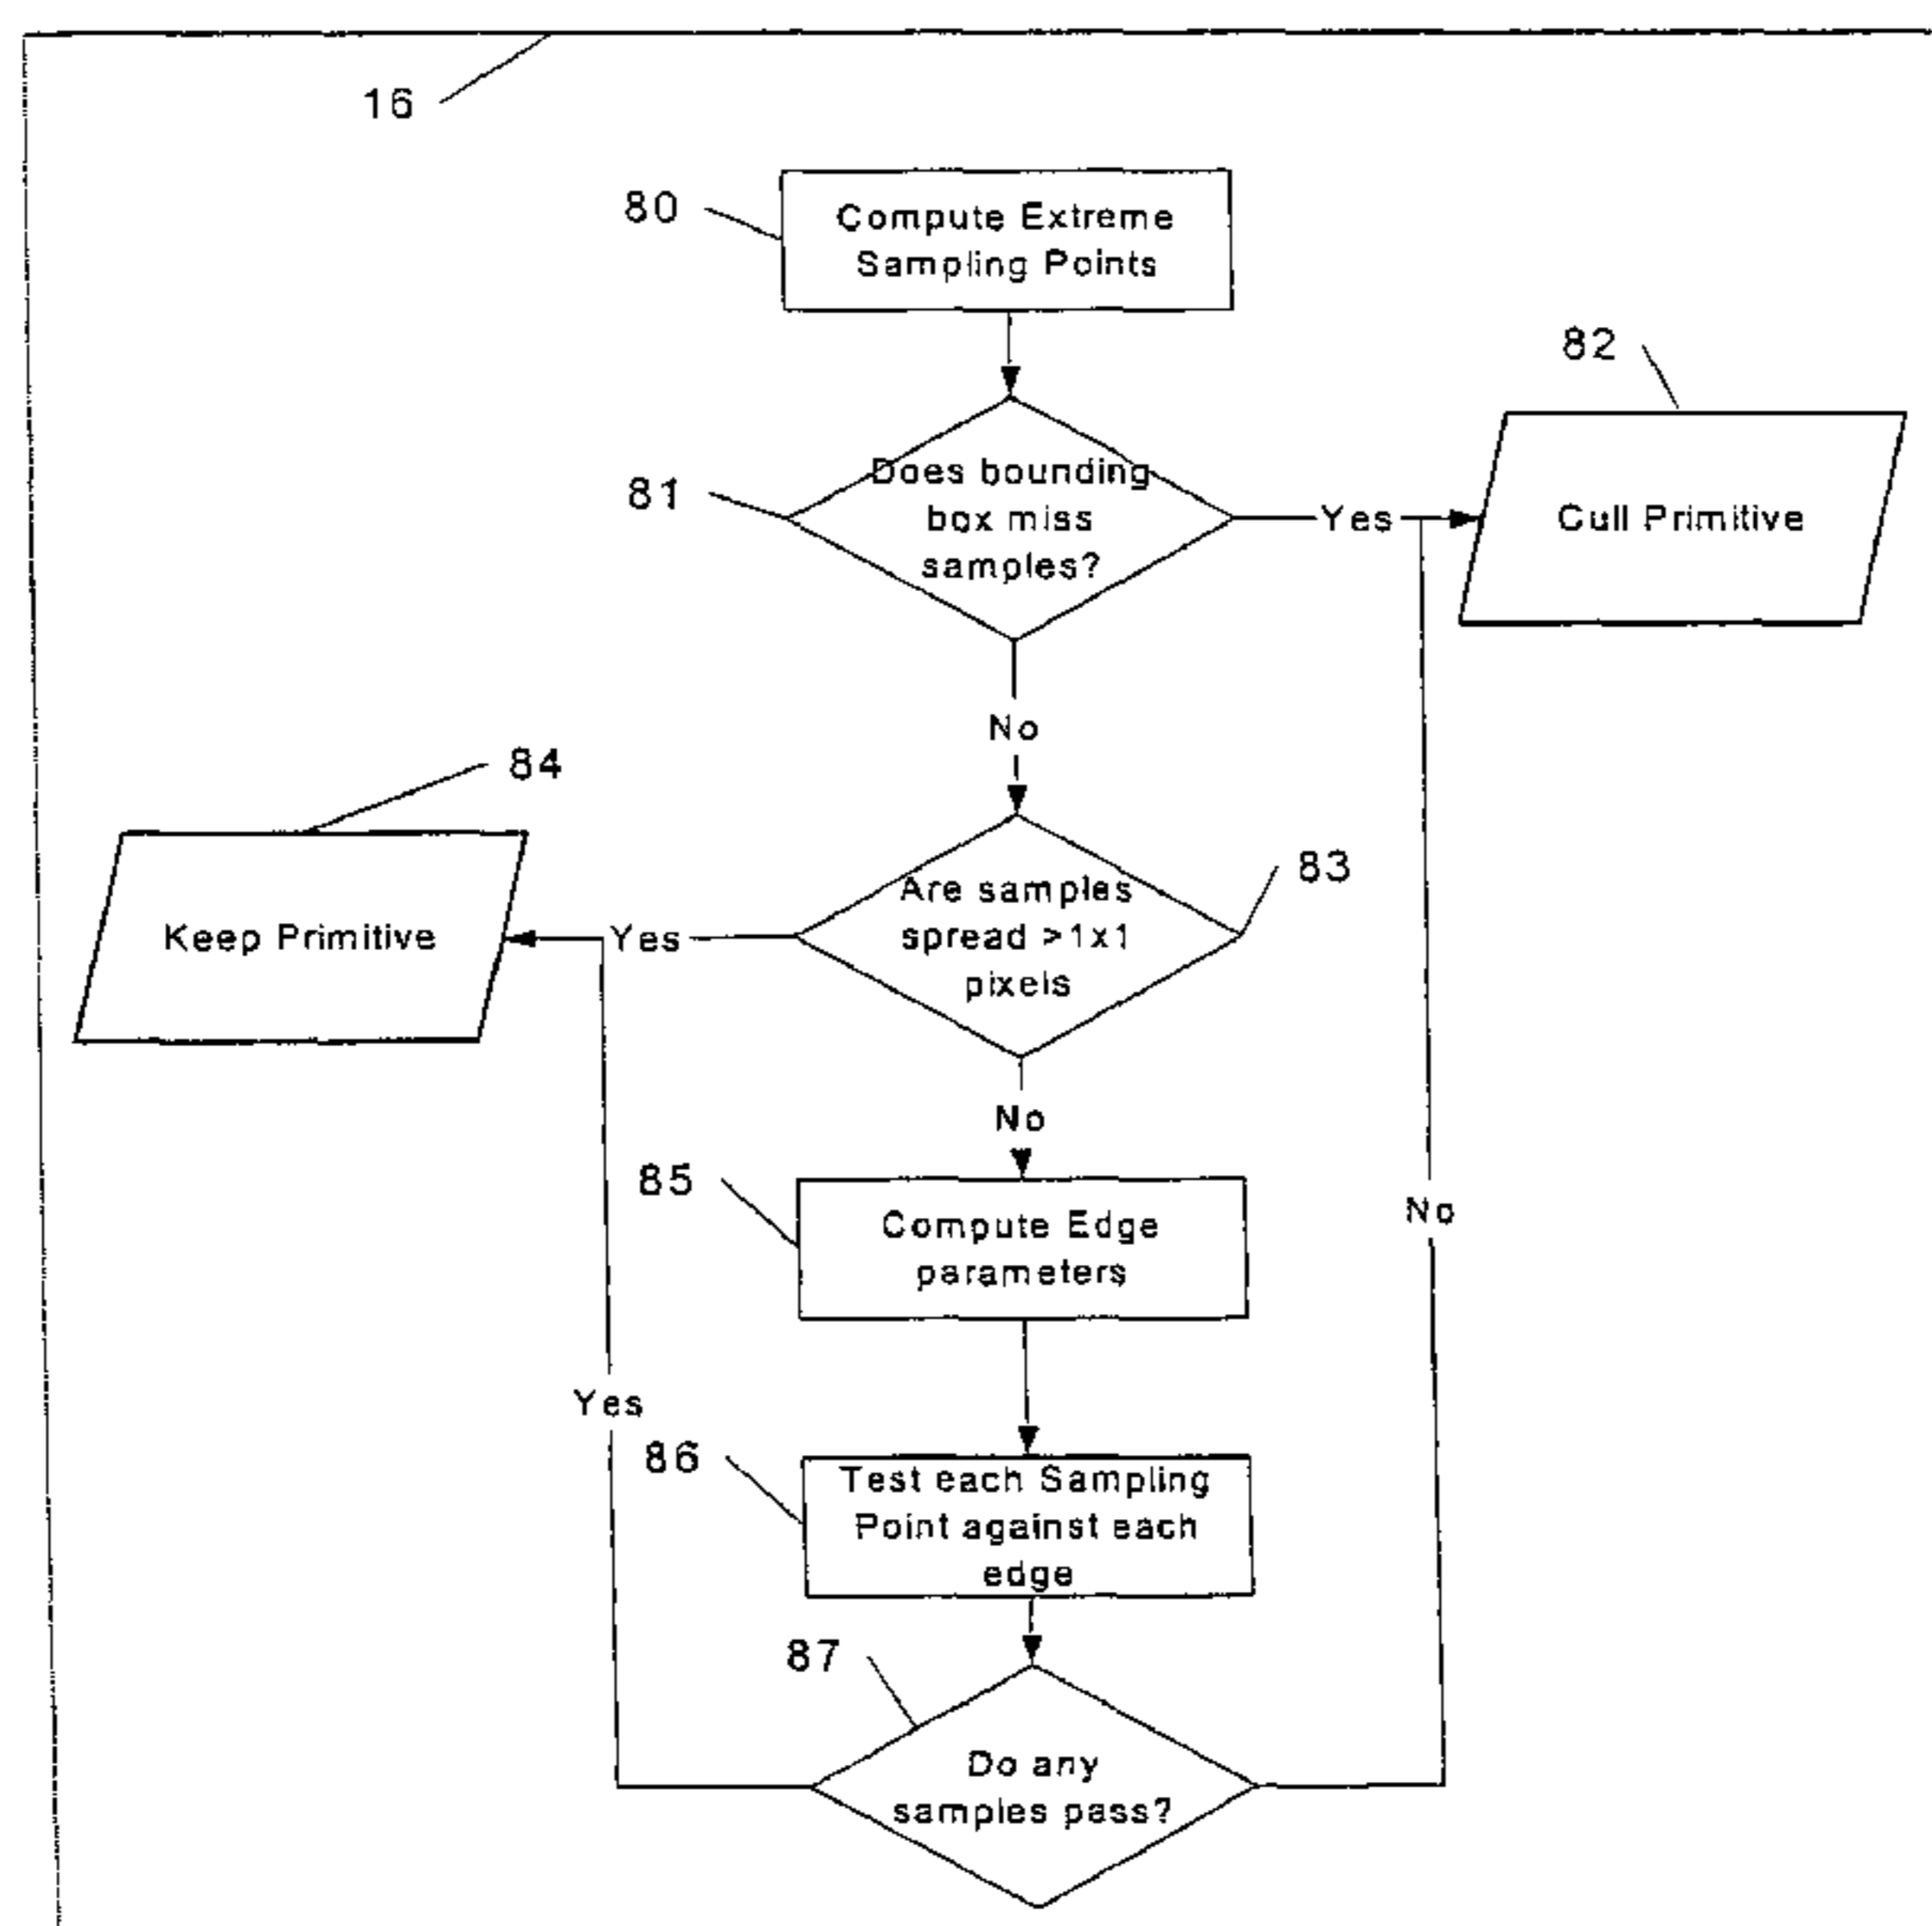 16
80
Compute Extreme
Sampling Points
82
81
Does bounding
box miss
samples?
Yes
Cull Primitive
No
84
83
Are samples
spread >1x1
pixels
Yes
Keep Primitive
No
85
Compute Edge
parameters
No
Yes
86
Test each Sampling
Point against each
edge
87
Do any
samples pass?